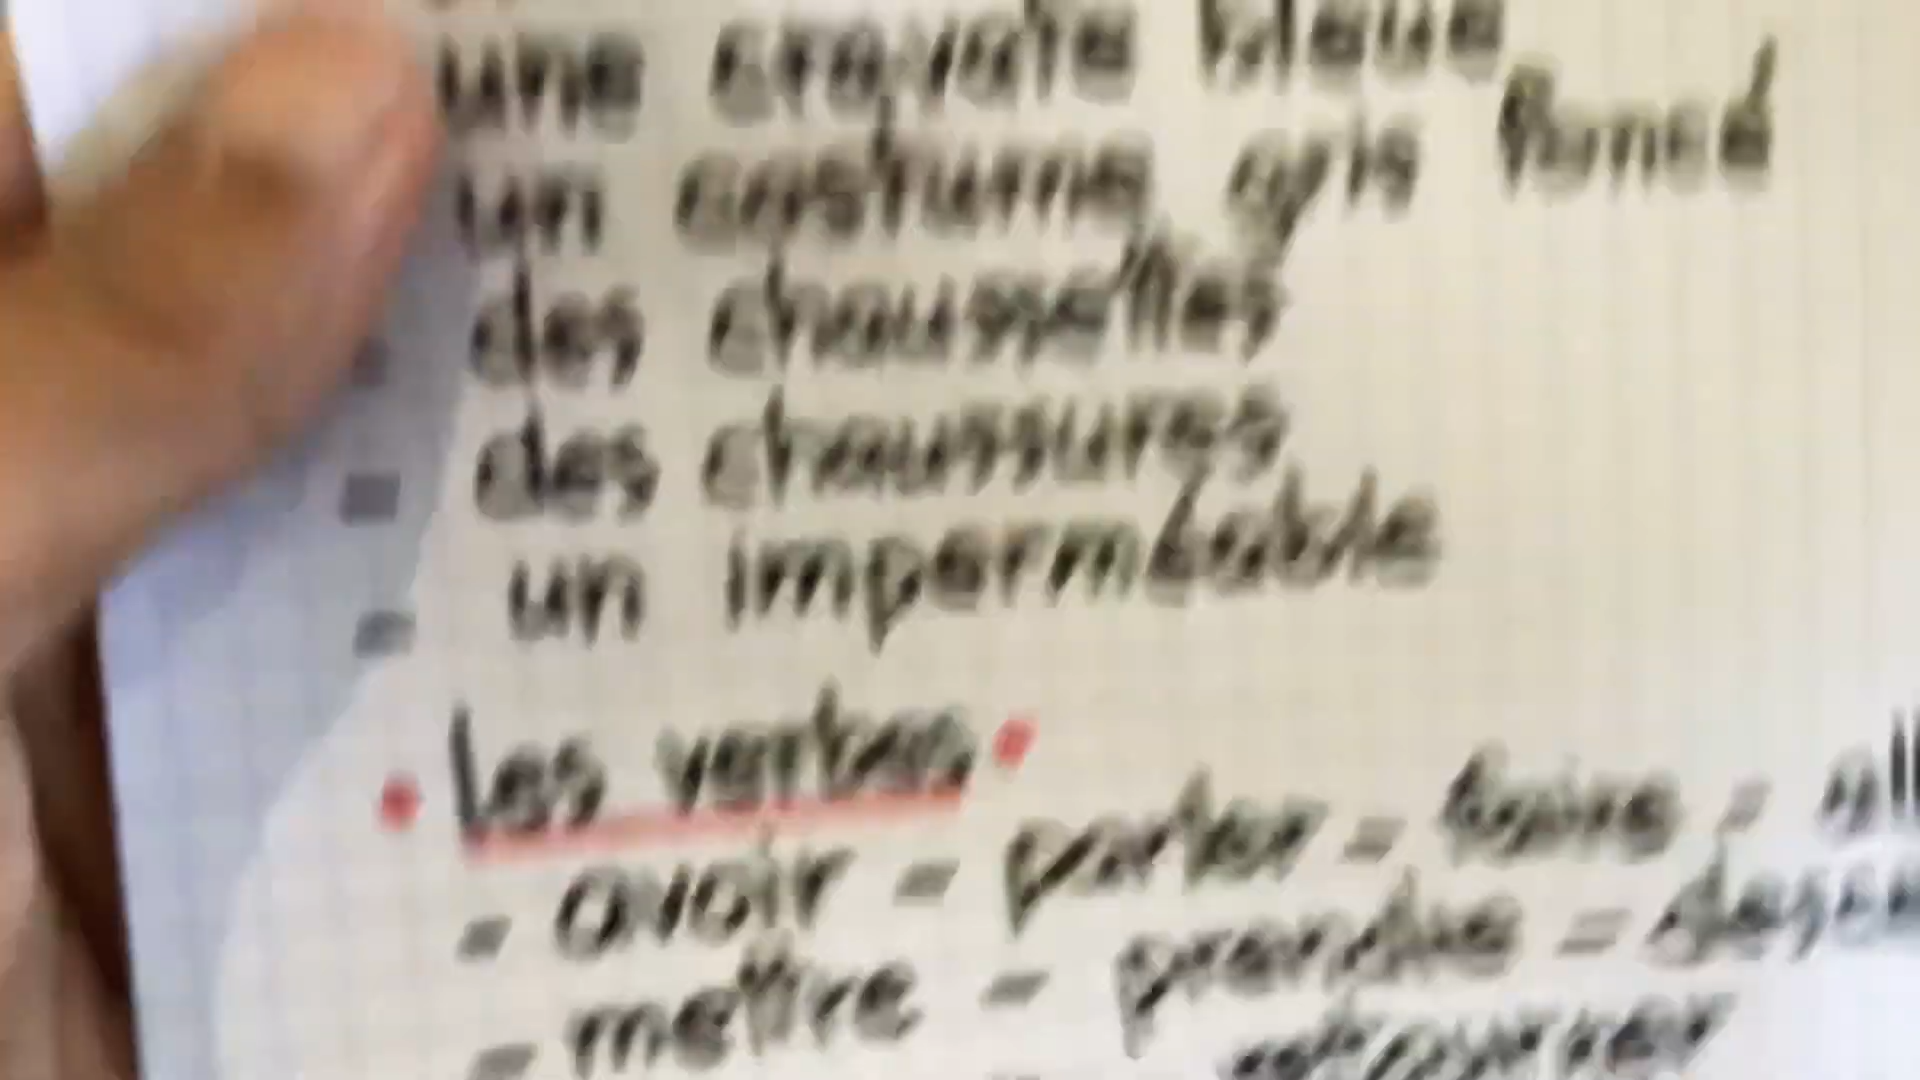 une cravate bleue
un costume gris foncé
des chaussettes
des chaussures
un imperméable
• Les verbes •
- avoir - parler - faire -
- mettre - prendre -